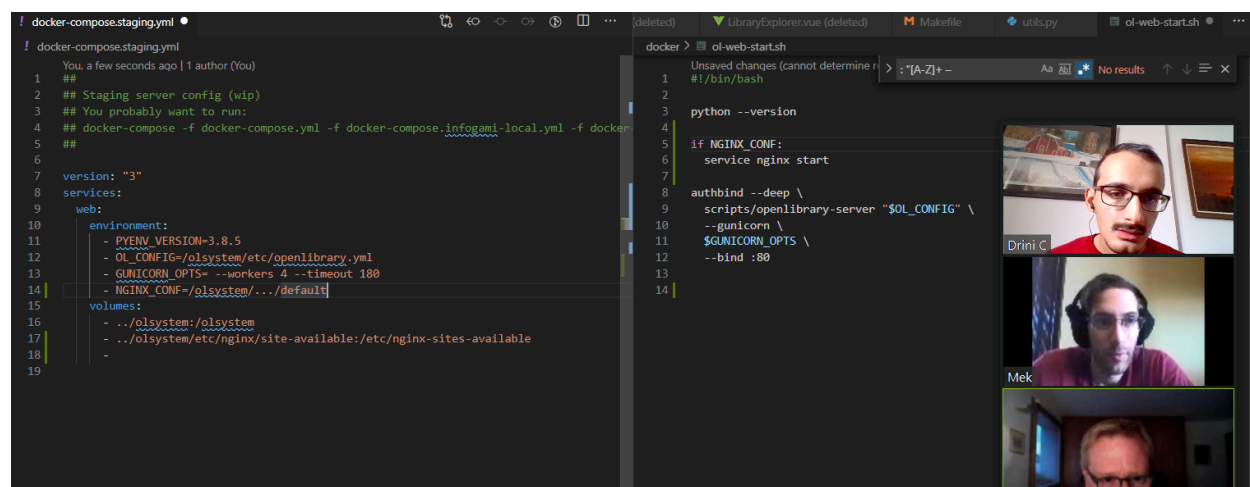 ! docker-compose.staging.yml
! docker-compose.staging.yml
You, a few seconds ago | 1 author (You)
1 ##
2 ## Staging server config (wip)
3 ## You probably want to run:
4 ## docker-compose -f docker-compose.yml -f docker-compose.infogami-local.yml -f docker-
5 ##
6
7 version: "3"
8 services:
9 web:
10 environment:
11 - PYENV_VERSION=3.8.5
12 - OL_CONFIG=/olsystem/etc/openlibrary.yml
13 - GUNICORN_OPTS= --workers 4 --timeout 180
14 - NGINX_CONF=/olsystem/.../default
15 volumes:
16 - ../olsystem:/olsystem
17 - ../olsystem/etc/nginx/site-available:/etc/nginx-sites-available
18 -
19
(deleted) LibraryExplorer.vue (deleted) M Makefile utils.py ol-web-start.sh
docker > ol-web-start.sh
Unsaved changes (cannot determine
> : "[A-Z]+ – Aa Abl .* No results
1 #!/bin/bash
2
3 python --version
4
5 if NGINX_CONF:
6 service nginx start
7
8 authbind --deep \
9 scripts/openlibrary-server "$OL_CONFIG" \
10 --gunicorn \
11 $GUNICORN_OPTS \
12 --bind :80
13
14
Drini C
Mek